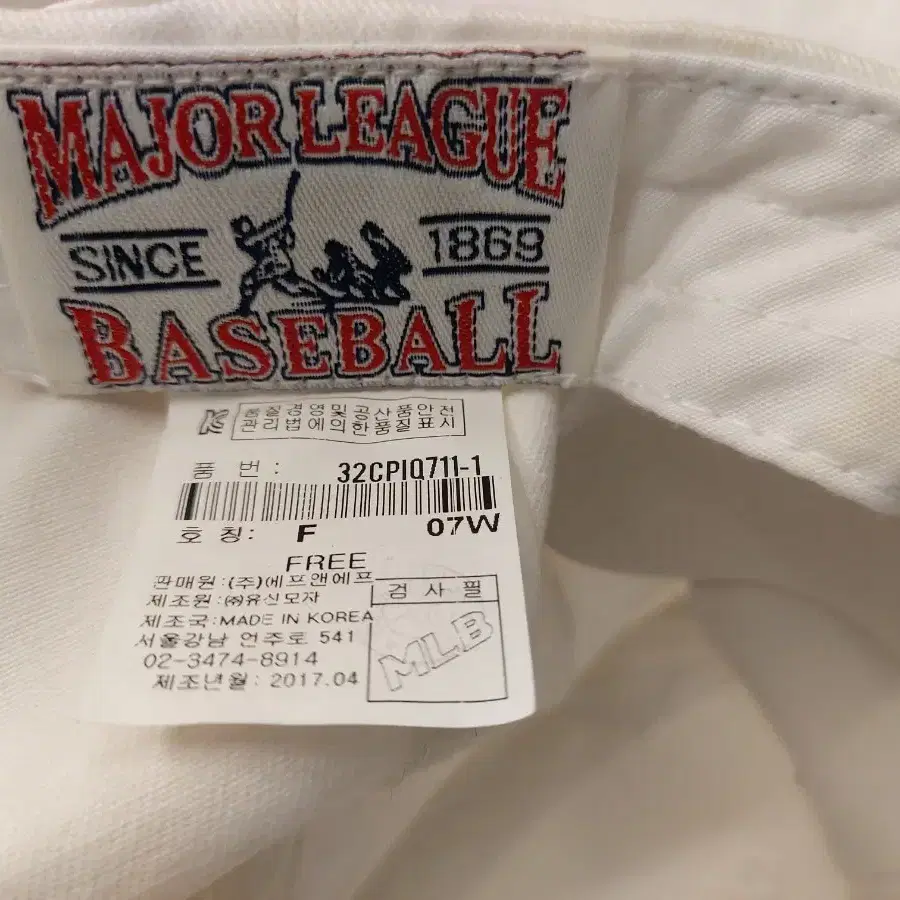 MAJOR LEAGUE
SINCE 1869
BASEBALL
품질경영및공산품안전
관리법에의한품질표시
품 번 : 32CPIQ711-1
호 칭: F 07W
FREE
판매원 : (주)에프앤에프
검 사 필
제조원 : ㈜유신모자
제조국:MADE IN KOREA
MLB
서울강남 언주로 541
02-3474-8914
제조년월 : 2017.04